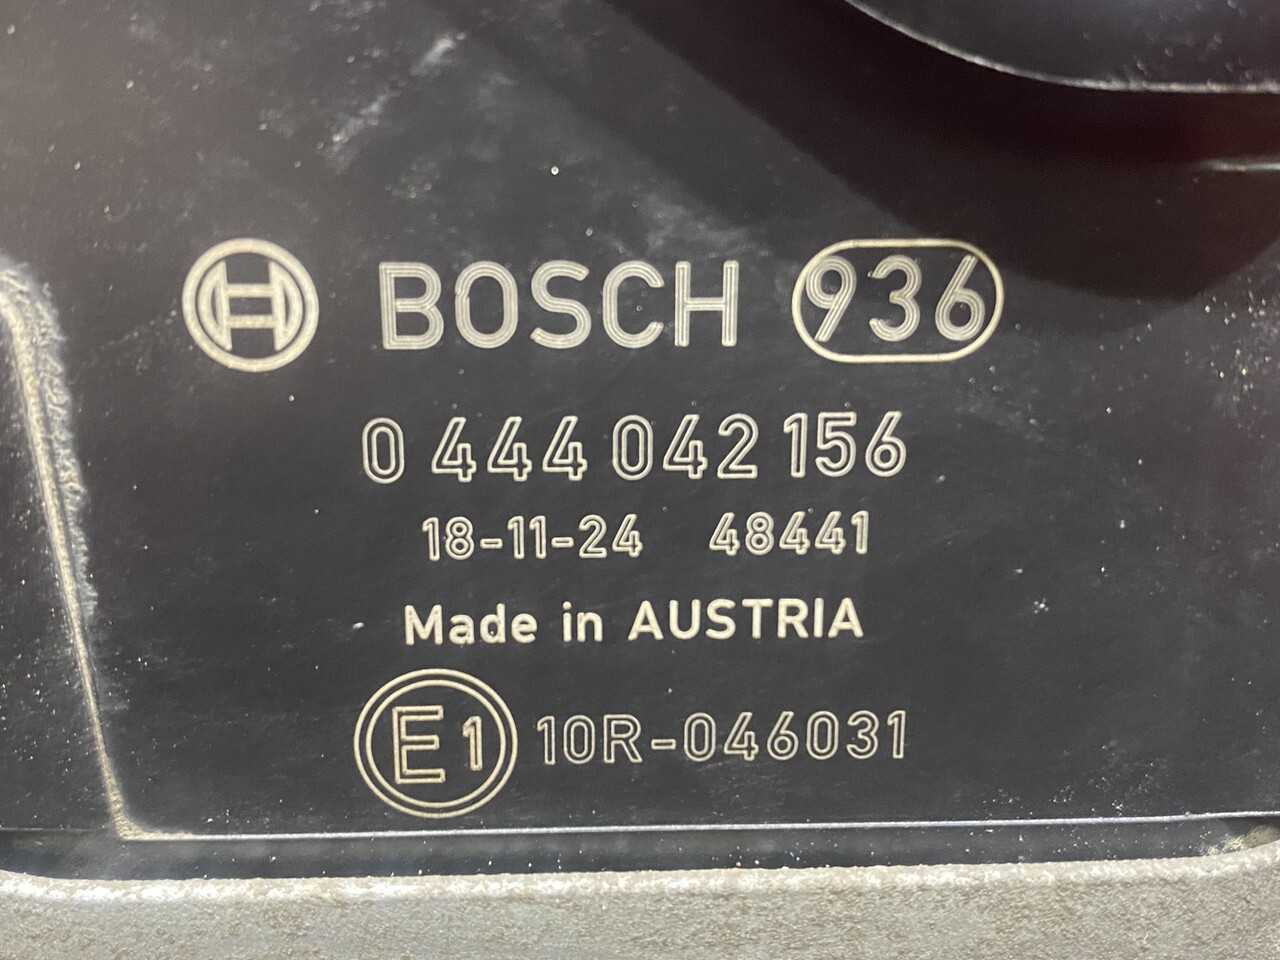 BOSCH 936
0 444 042 156
18-11-24 48441
Made in AUSTRIA
E1 10R-046031